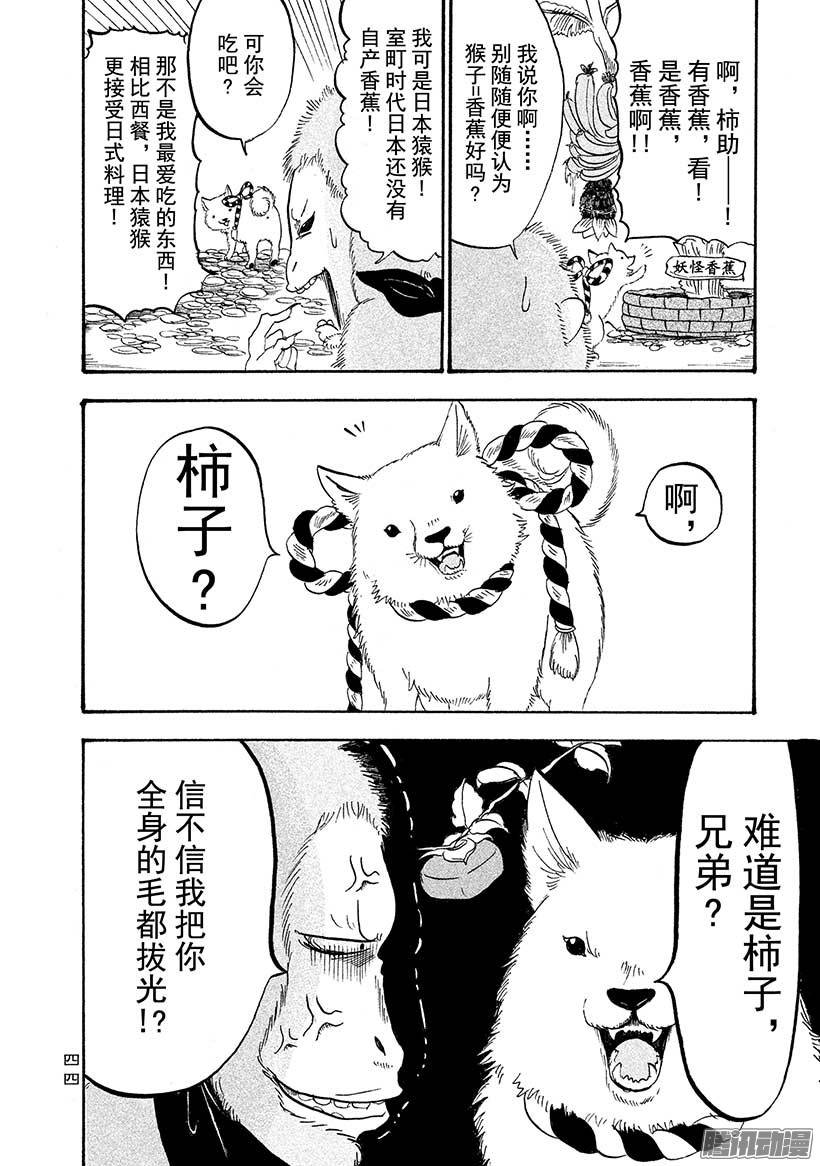 啊，柿助——！
有香蕉，看！
是香蕉，
香蕉啊!!
妖怪香蕉
我说你啊……
别随随便便认为
猴子=香蕉好吗？
我可是日本猿猴！
室町时代日本还没有
自产香蕉！
可你会
吃吧？
那不是我最爱吃的东西！
相比西餐，日本猿猴
更接受日式料理！
啊，
柿子？
难道是柿子，
兄弟？
信不信我把你
全身的毛都拔光!?
四四
腾讯动漫